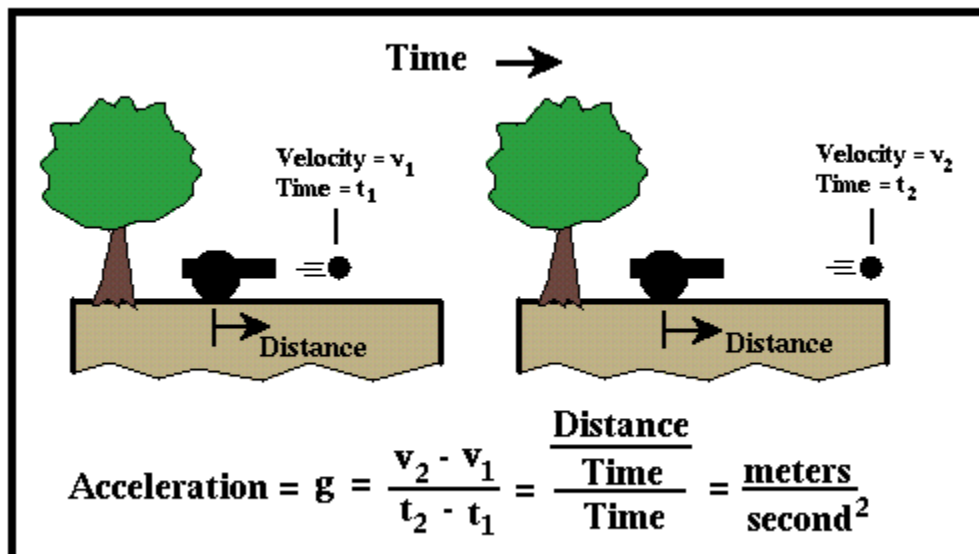 Time
Velocity = v₁
Time = t₁
Velocity = v₂
Time = t₂
Distance
Distance
Acceleration = g = (v₂ - v₁)/(t₂ - t₁) = (Distance/Time)/Time = meters/second²